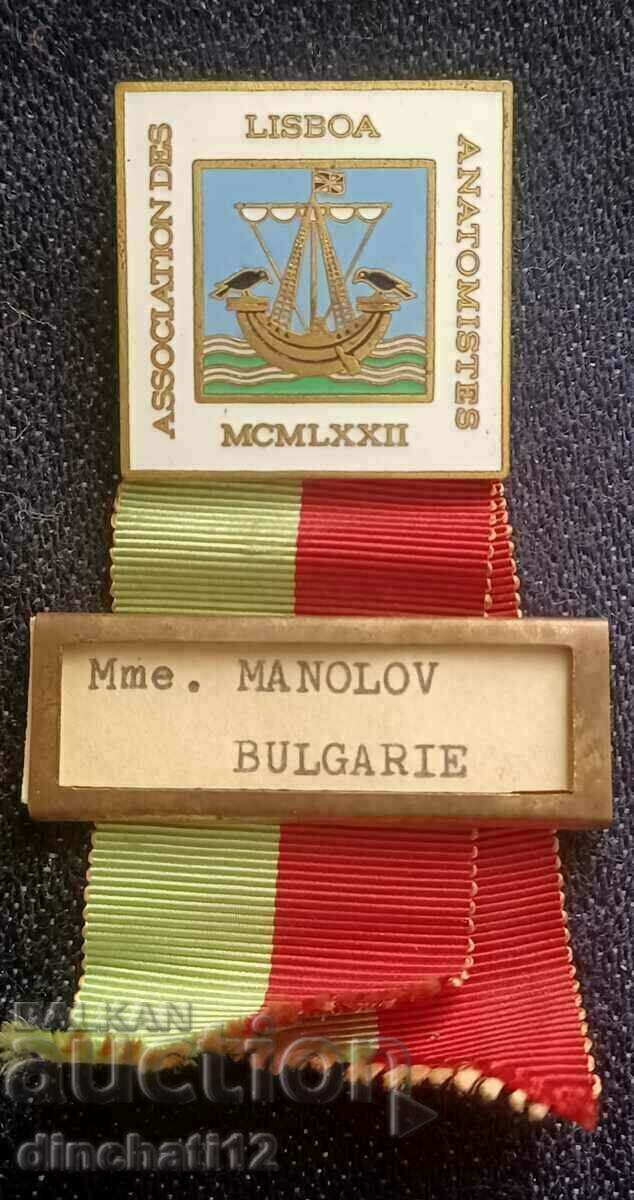 LISBOA
ASSOCIATION DES
ANATOMISTES
MCMLXXII
Mme. MANOLOV
BULGARIE
BALKAN
auction
dinchati12